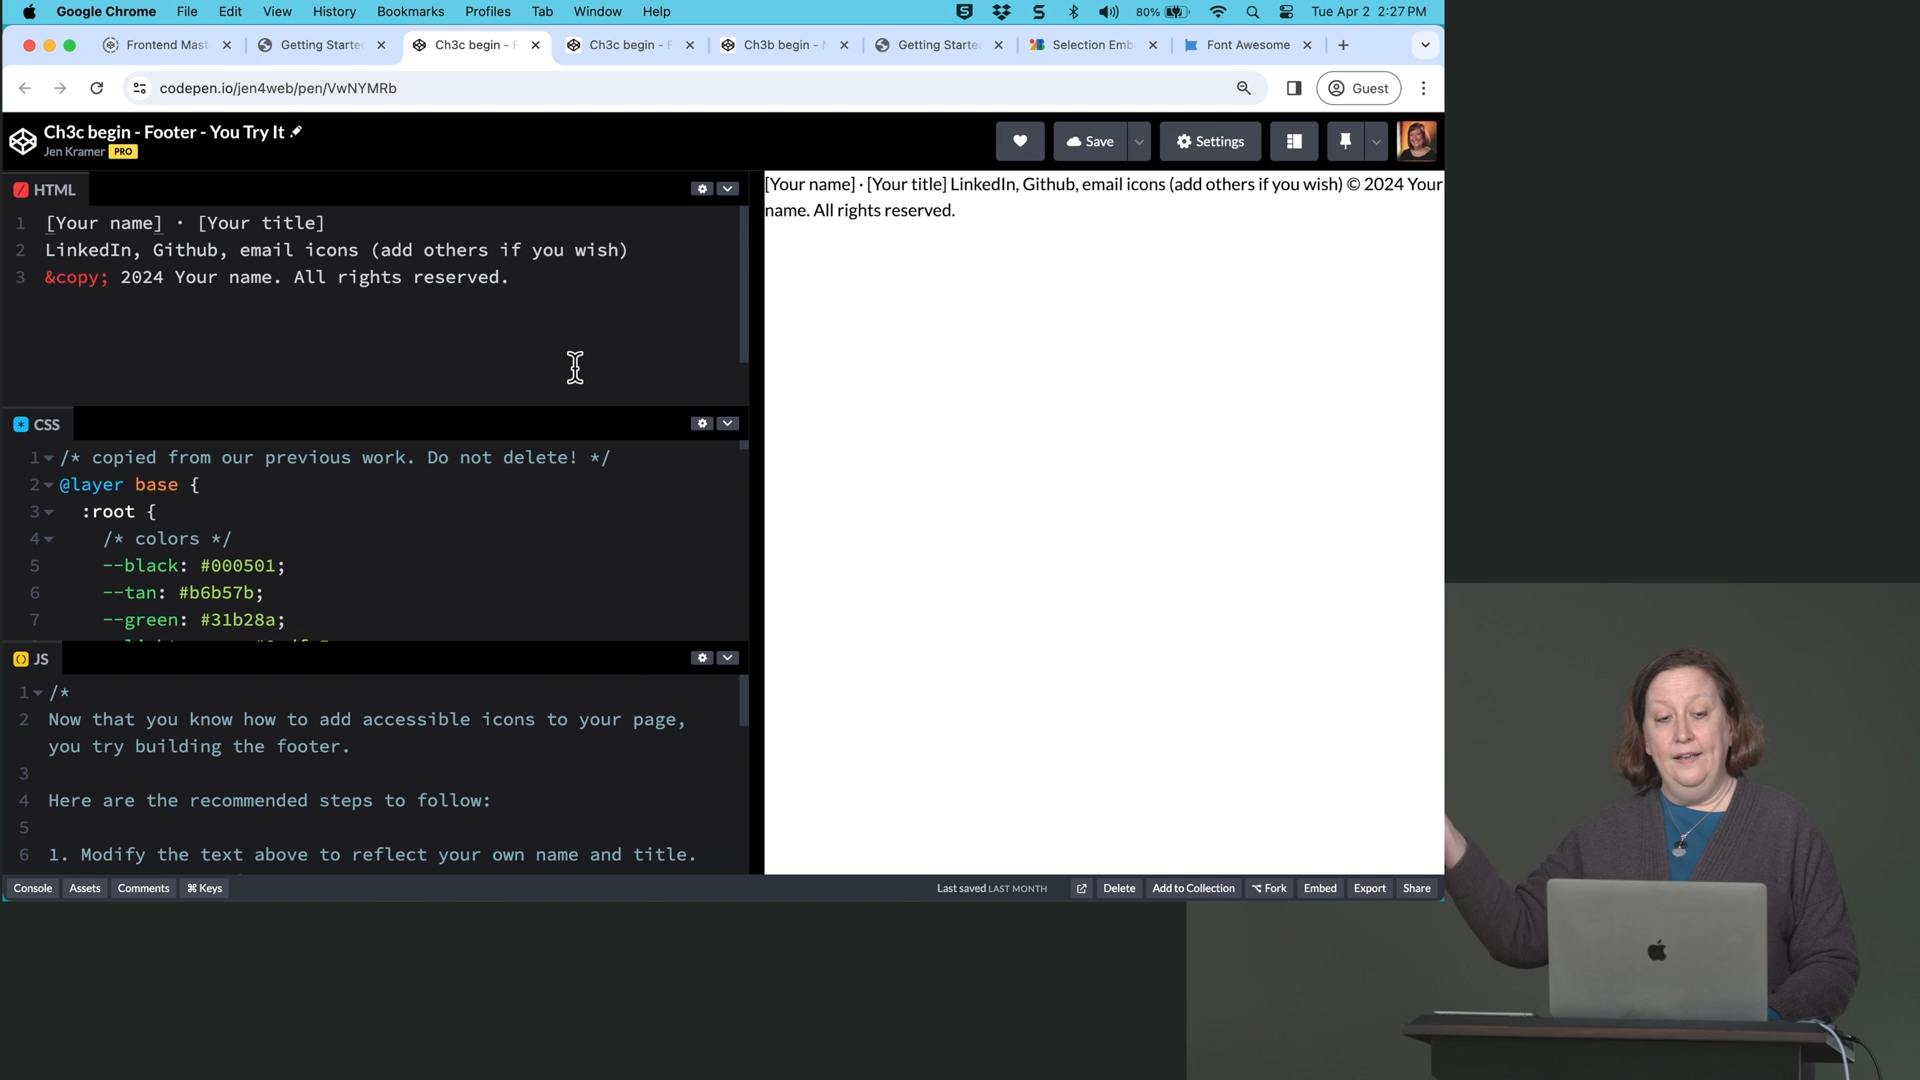 Google Chrome File Edit View History Bookmarks Profiles Tab Window Help 80% Tue Apr 2 2:27 PM
Frontend Mast Getting Starte Ch3c begin - F Ch3c begin - F Ch3b begin - Getting Starte Selection Emb Font Awesome
codepen.io/jen4web/pen/VwNYMRb Guest
Ch3c begin - Footer - You Try It
Jen Kramer PRO
Save Settings
HTML
1 [Your name] · [Your title]
2 LinkedIn, Github, email icons (add others if you wish)
3 &copy; 2024 Your name. All rights reserved.
[Your name] · [Your title] LinkedIn, Github, email icons (add others if you wish) © 2024 Your
name. All rights reserved.
CSS
1 /* copied from our previous work. Do not delete! */
2 @layer base {
3 :root {
4 /* colors */
5 --black: #000501;
6 --tan: #b6b57b;
7 --green: #31b28a;
JS
1 /*
2 Now that you know how to add accessible icons to your page,
you try building the footer.
3
4 Here are the recommended steps to follow:
5
6 1. Modify the text above to reflect your own name and title.
Console Assets Comments ⌘ Keys Last saved LAST MONTH Delete Add to Collection Fork Embed Export Share